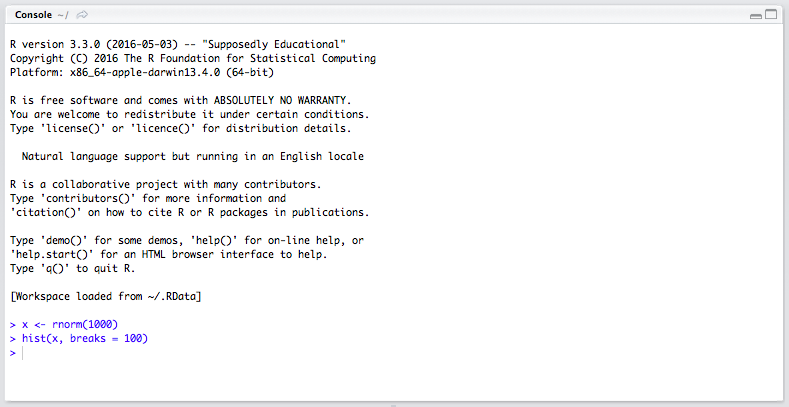 Console ~/
R version 3.3.0 (2016-05-03) -- "Supposedly Educational"
Copyright (C) 2016 The R Foundation for Statistical Computing
Platform: x86_64-apple-darwin13.4.0 (64-bit)
R is free software and comes with ABSOLUTELY NO WARRANTY.
You are welcome to redistribute it under certain conditions.
Type 'license()' or 'licence()' for distribution details.
Natural language support but running in an English locale
R is a collaborative project with many contributors.
Type 'contributors()' for more information and
'citation()' on how to cite R or R packages in publications.
Type 'demo()' for some demos, 'help()' for on-line help, or
'help.start()' for an HTML browser interface to help.
Type 'q()' to quit R.
[Workspace loaded from ~/.RData]
> x <- rnorm(1000)
> hist(x, breaks = 100)
>